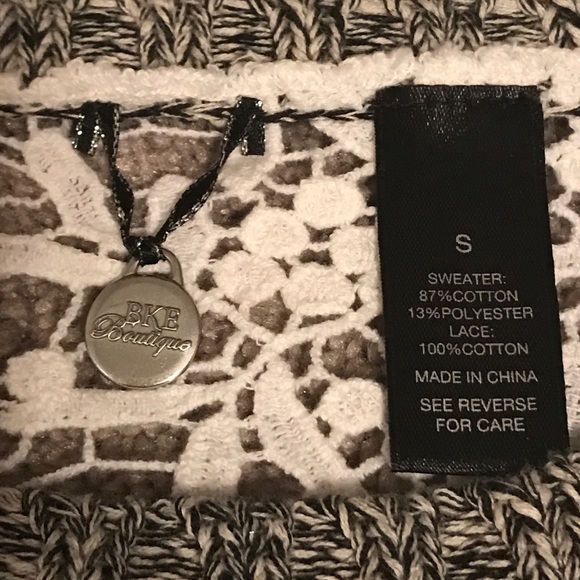 BKE
Boutique
S
SWEATER:
87%COTTON
13%POLYESTER
LACE:
100%COTTON
MADE IN CHINA
SEE REVERSE
FOR CARE